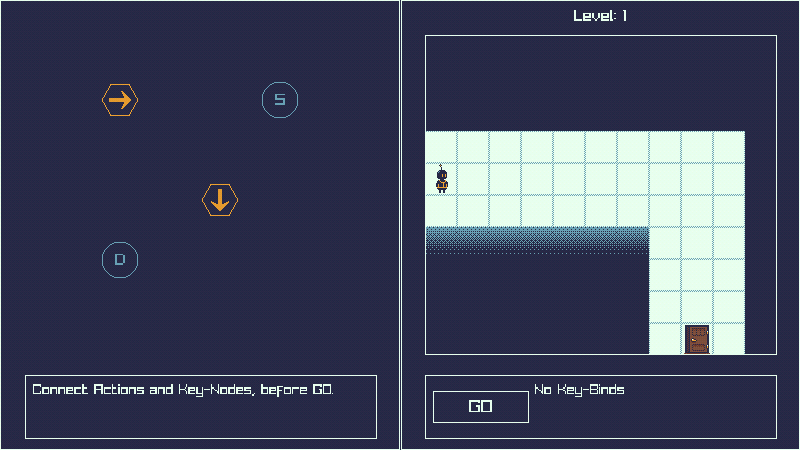 Level: 1
S
D
Connect Actions and Key-Nodes, before GO.
No Key-Binds
GO